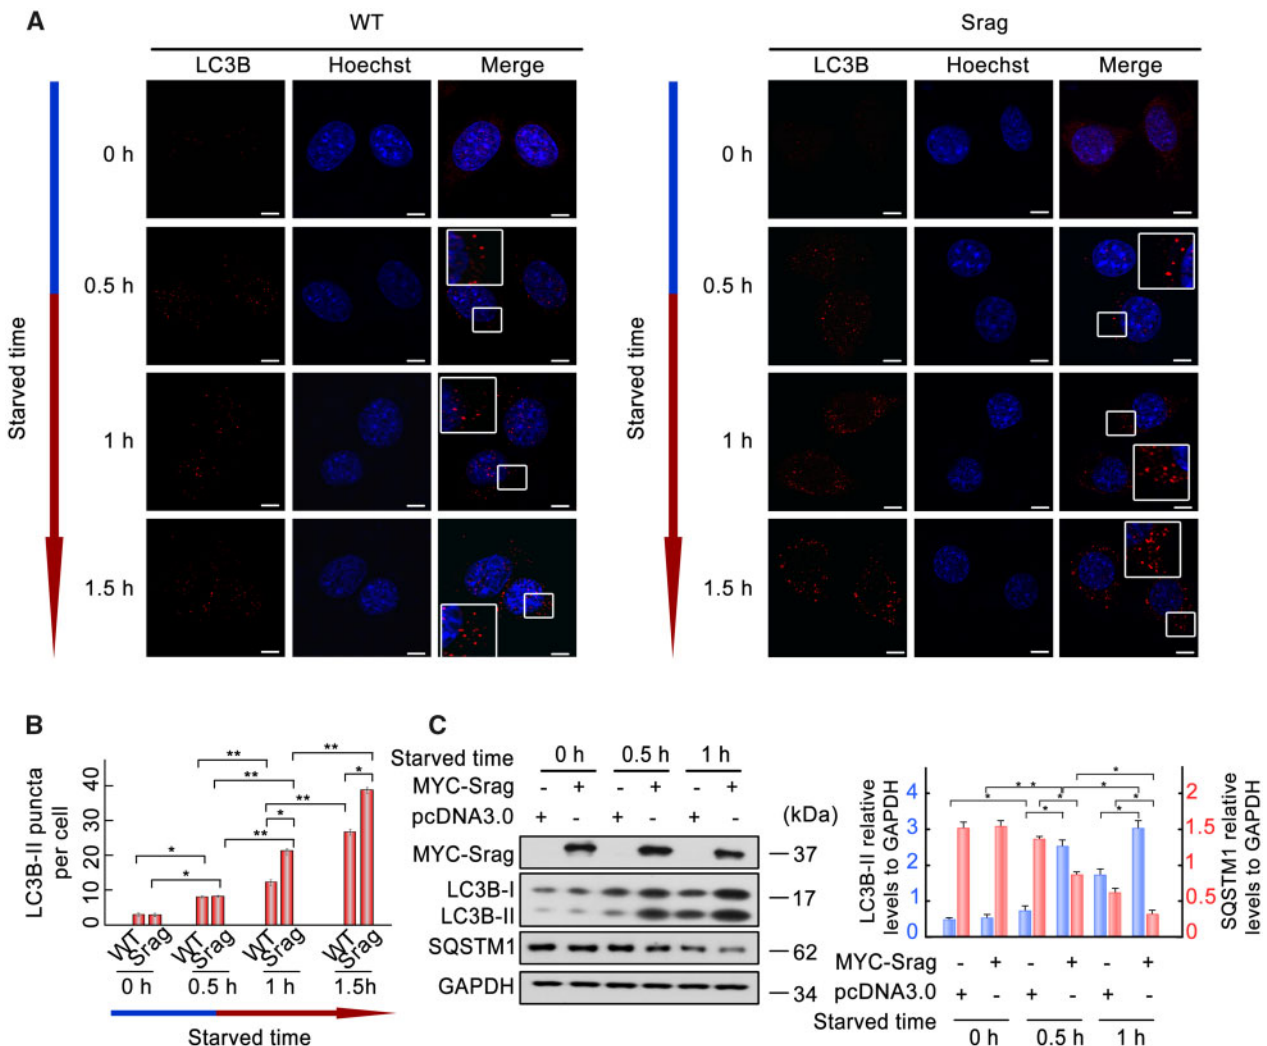 A
WT
Srag
LC3B Hoechst Merge
LC3B Hoechst Merge
0 h
0 h
0.5 h
0.5 h
Starved time
Starved time
1 h
1 h
1.5 h
1.5 h
B
LC3B-II puncta
per cell
40
30
20
10
0
** ** ** *
** *
**
* *
WT Srag WT Srag WT Srag WT Srag
0 h 0.5 h 1 h 1.5h
Starved time
C
Starved time 0 h 0.5 h 1 h
MYC-Srag - + - + - +
pcDNA3.0 + - + - + - (kDa)
MYC-Srag 37
LC3B-I 17
LC3B-II
SQSTM1 62
GAPDH 34
LC3B-II relative
levels to GAPDH
4
3
2
1
0
* * * * *
* * *
* *
2
1.5
1
0.5
0
SQSTM1 relative
levels to GAPDH
MYC-Srag - + - + - +
pcDNA3.0 + - + - + -
Starved time 0 h 0.5 h 1 h